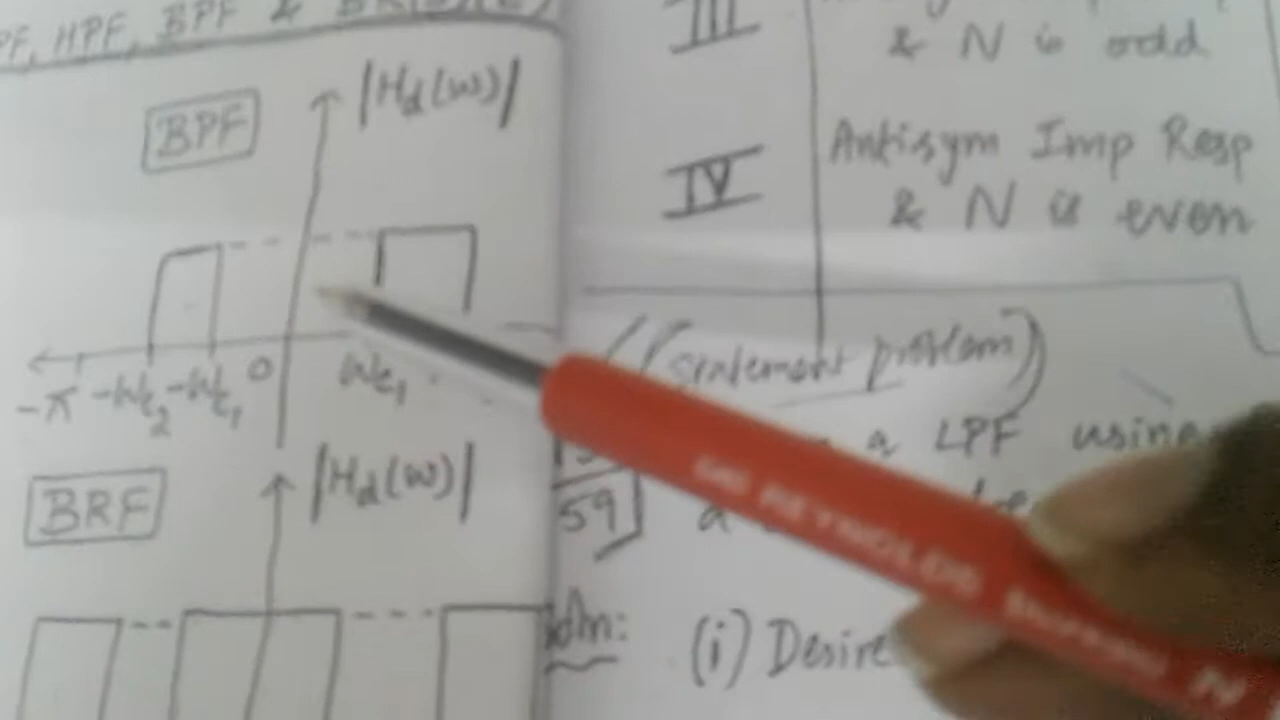 PF, HPF, BPF &
BPF
|Hd(w)|
-π -Wc2 -Wc1 0 Wc1
BRF
|Hd(w)|
III
& N is odd
IV
Antisym Imp Resp
& N is even
(Statement problem)
a LPF using
59]
a
Soln:
(i) Desire
REYNOLDS